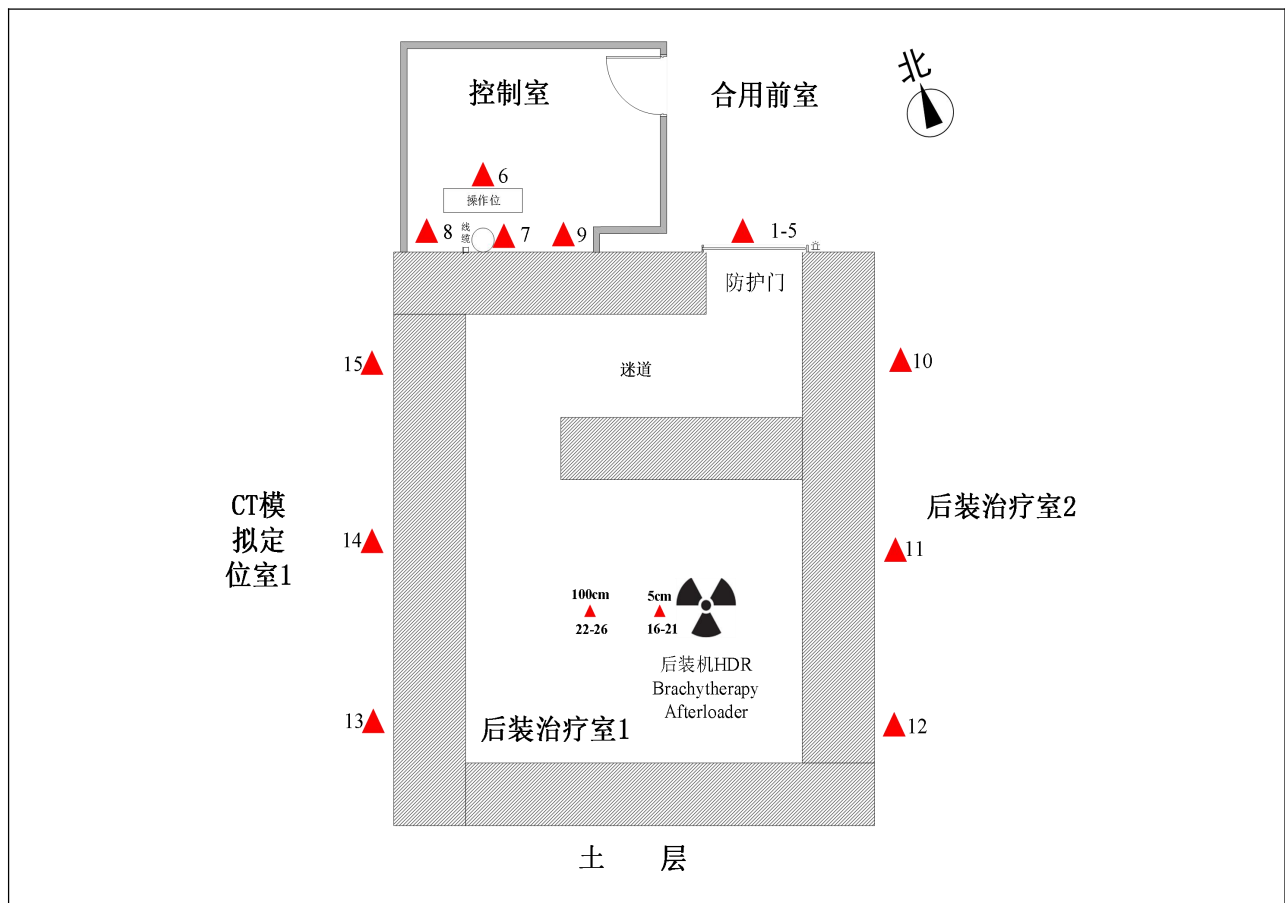 北
控制室
合用前室
6
操作位
8
线
缆
口
7
9
1-5
防护门
15
迷道
10
CT模
拟定
位室1
14
后装治疗室2
11
100cm
22-26
5cm
16-21
后装机HDR
Brachytherapy
Afterloader
13
后装治疗室1
12
土 层